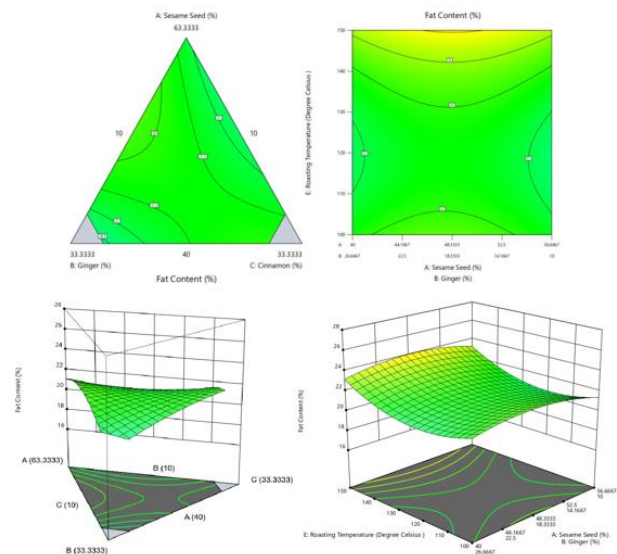 A: Sesame Seed (%)
63.3333
10
10
33.3333
40
33.3333
B: Ginger (%)
C: Cinnamon (%)
Fat Content (%)
Fat Content (%)
E: Roasting Temperature (Degree Celsius)
150
140
130
120
110
100
A: 40 44.1667 48.3333 52.5 56.6667
B: 26.6667 22.5 18.3333 14.1667 10
A: Sesame Seed (%)
B: Ginger (%)
Fat Content (%)
28
26
24
22
20
18
16
A (63.3333)
B (10)
C (33.3333)
C (10)
A (40)
B (33.3333)
Fat Content (%)
28
26
24
22
20
18
16
150
140
130
120
110
100
E: Roasting Temperature (Degree Celsius )
40
26.6667
44.1667
22.5
48.3333
18.3333
52.5
14.1667
56.6667
10
A: Sesame Seed (%)
B: Ginger (%)